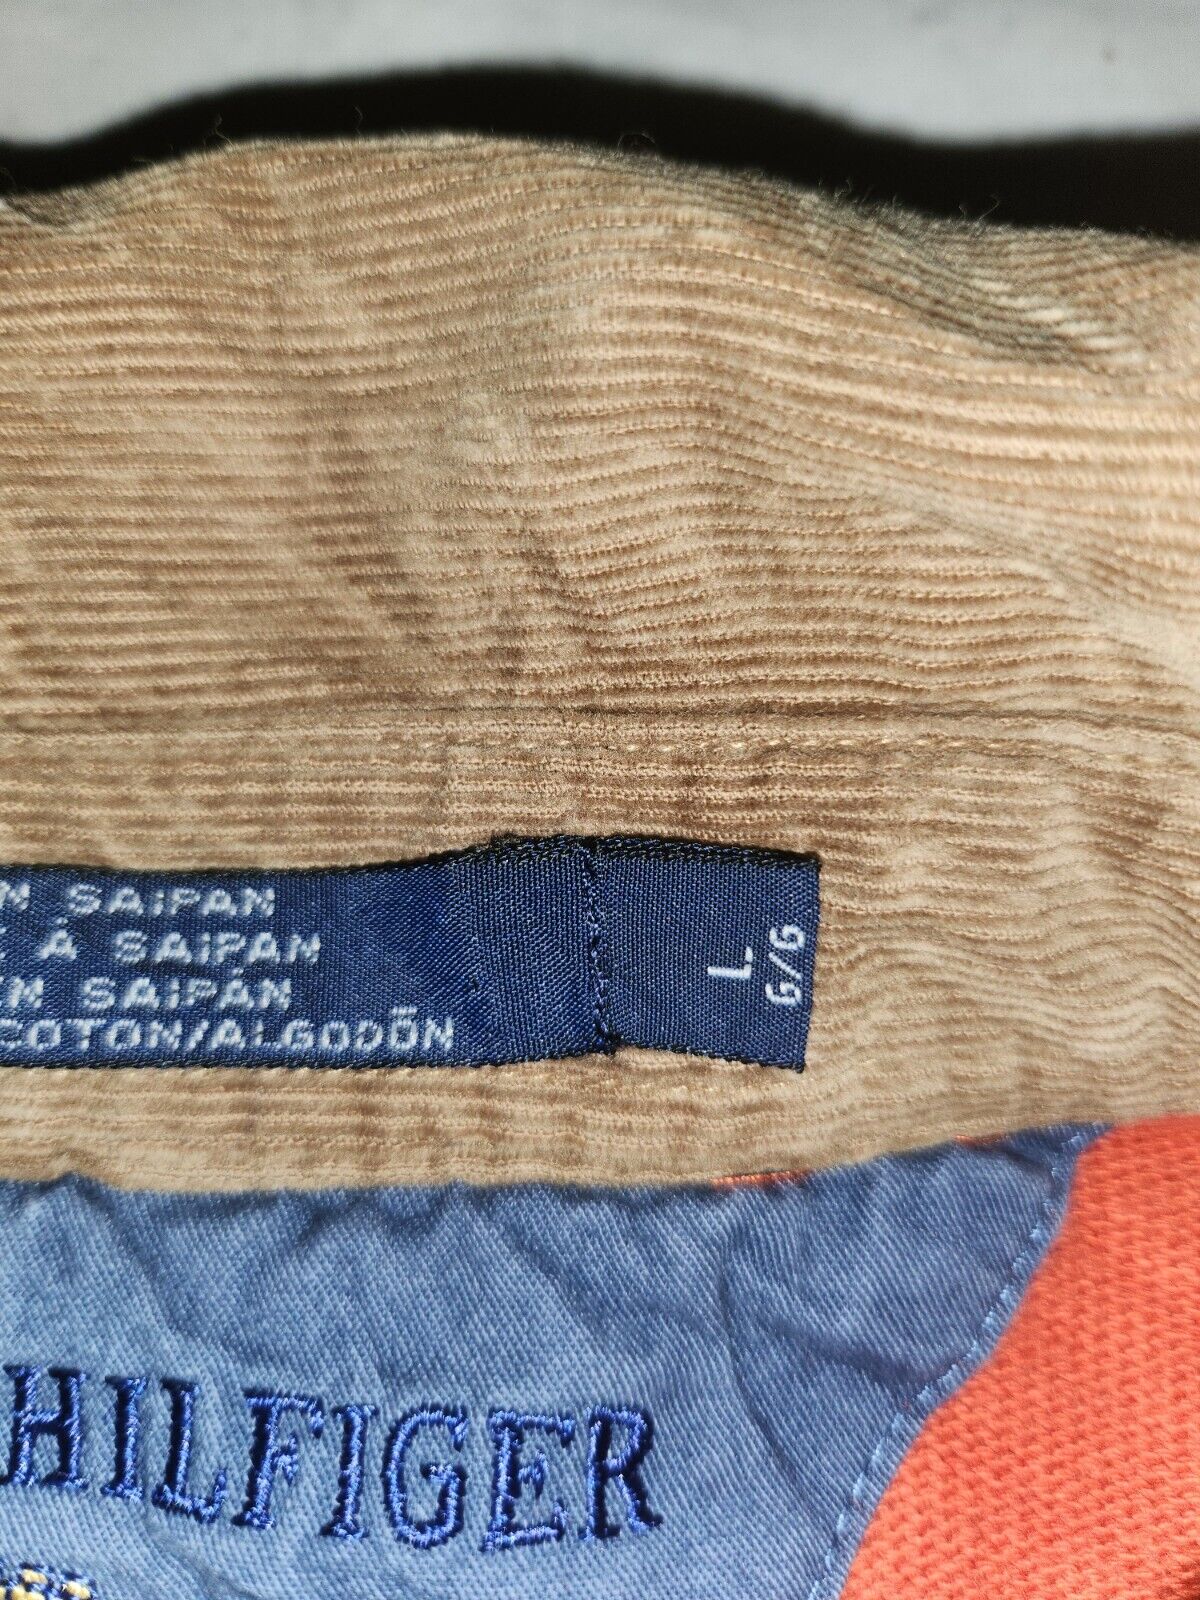 N SAIPAN
À SAIPAN
M SAIPÁN
COTON/ALGODÓN
L
G/G
HILFIGER